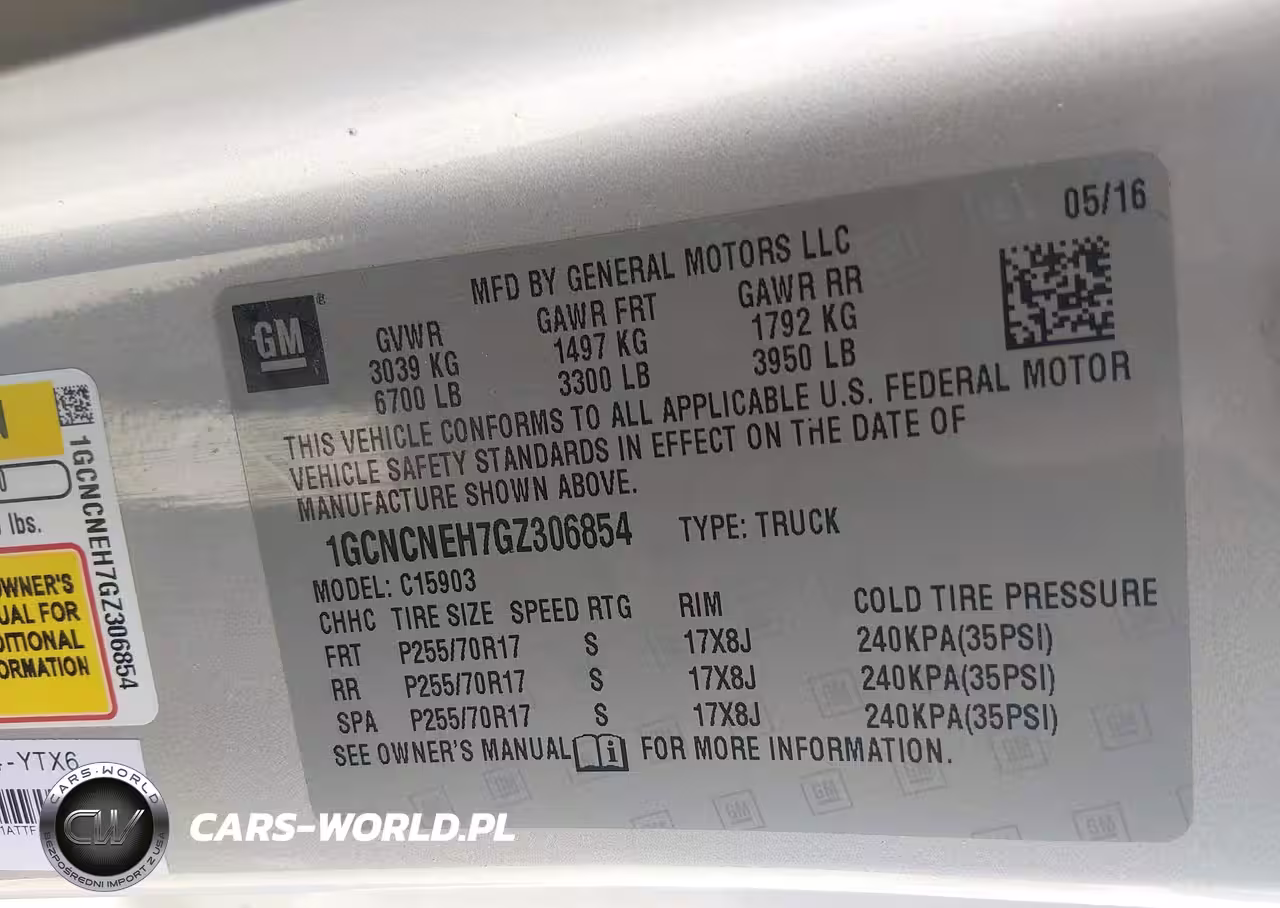 05/16
MFD BY GENERAL MOTORS LLC
GM®
GVWR GAWR FRT GAWR RR
3039 KG 1497 KG 1792 KG
6700 LB 3300 LB 3950 LB
THIS VEHICLE CONFORMS TO ALL APPLICABLE U.S. FEDERAL MOTOR
VEHICLE SAFETY STANDARDS IN EFFECT ON THE DATE OF
MANUFACTURE SHOWN ABOVE.
1GCNCNEH7GZ306854 TYPE: TRUCK
MODEL: C15903
CHHC TIRE SIZE SPEED RTG RIM COLD TIRE PRESSURE
FRT P255/70R17 S 17X8J 240KPA(35PSI)
RR P255/70R17 S 17X8J 240KPA(35PSI)
SPA P255/70R17 S 17X8J 240KPA(35PSI)
SEE OWNER'S MANUAL i FOR MORE INFORMATION.
1GCNCNEH7GZ306854
lbs.
OWNER'S
UAL FOR
DITIONAL
ORMATION
-YTX6
CARS-WORLD
CW
BEZPOŚREDNI IMPORT Z USA
CARS-WORLD.PL